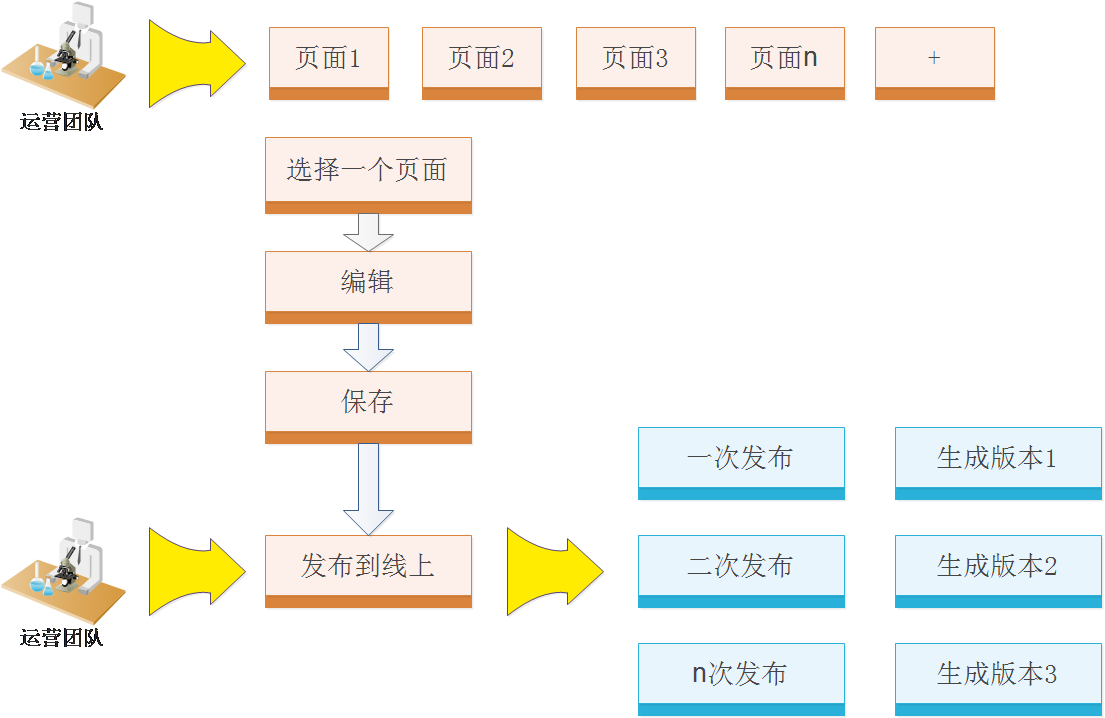 页面1
页面2
页面3
页面n
+
运营团队
选择一个页面
编辑
保存
一次发布
生成版本1
发布到线上
二次发布
生成版本2
运营团队
n次发布
生成版本3